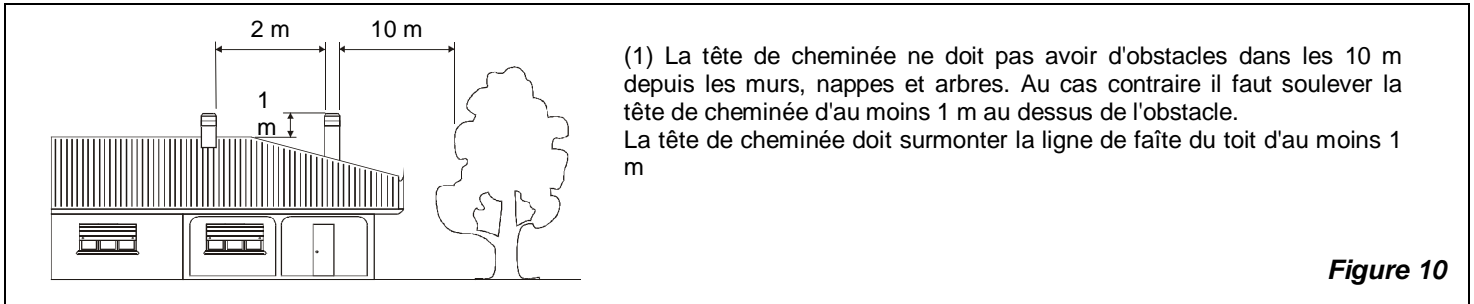 2 m
10 m
1
m
(1) La tête de cheminée ne doit pas avoir d'obstacles dans les 10 m
depuis les murs, nappes et arbres. Au cas contraire il faut soulever la
tête de cheminée d'au moins 1 m au dessus de l'obstacle.
La tête de cheminée doit surmonter la ligne de faîte du toit d'au moins 1
m
Figure 10